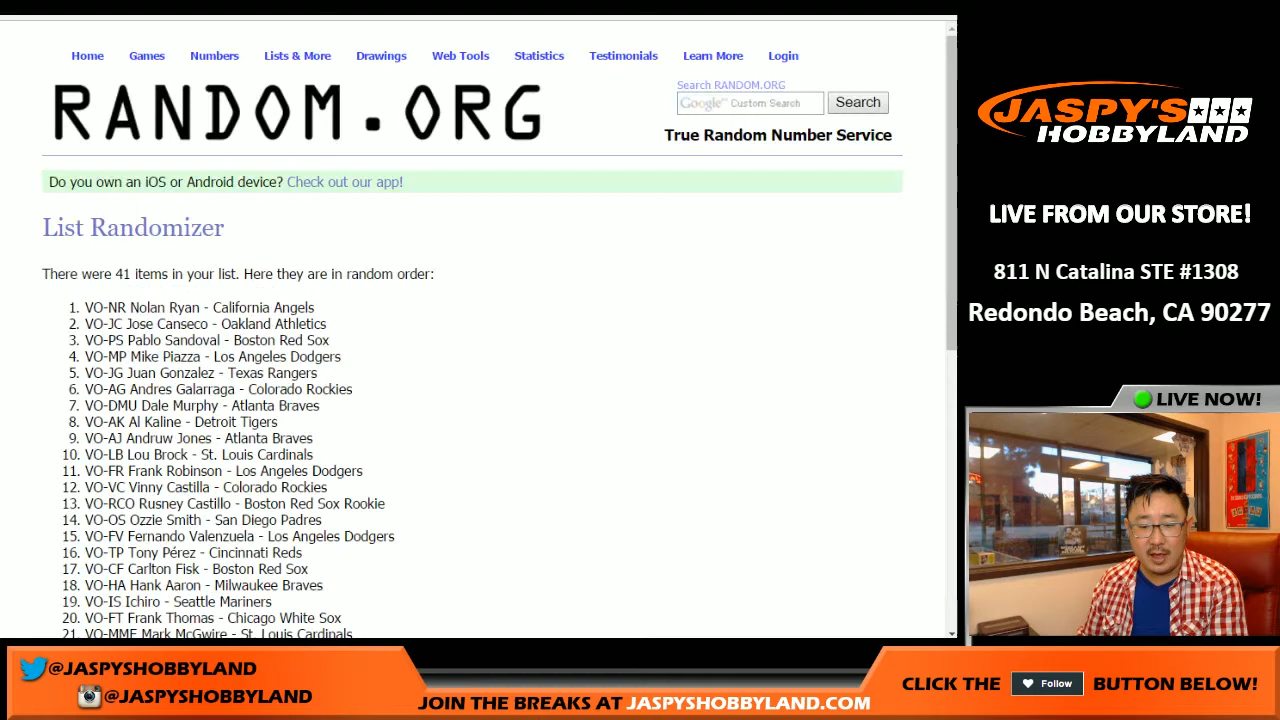 Home Games Numbers Lists & More Drawings Web Tools Statistics Testimonials Learn More Login
RANDOM.ORG
Search RANDOM.ORG
Google™ Custom Search Search
True Random Number Service
Do you own an iOS or Android device? Check out our app!
List Randomizer
There were 41 items in your list. Here they are in random order:
1. VO-NR Nolan Ryan - California Angels
2. VO-JC Jose Canseco - Oakland Athletics
3. VO-PS Pablo Sandoval - Boston Red Sox
4. VO-MP Mike Piazza - Los Angeles Dodgers
5. VO-JG Juan Gonzalez - Texas Rangers
6. VO-AG Andres Galarraga - Colorado Rockies
7. VO-DMU Dale Murphy - Atlanta Braves
8. VO-AK Al Kaline - Detroit Tigers
9. VO-AJ Andruw Jones - Atlanta Braves
10. VO-LB Lou Brock - St. Louis Cardinals
11. VO-FR Frank Robinson - Los Angeles Dodgers
12. VO-VC Vinny Castilla - Colorado Rockies
13. VO-RCO Rusney Castillo - Boston Red Sox Rookie
14. VO-OS Ozzie Smith - San Diego Padres
15. VO-FV Fernando Valenzuela - Los Angeles Dodgers
16. VO-TP Tony Pérez - Cincinnati Reds
17. VO-CF Carlton Fisk - Boston Red Sox
18. VO-HA Hank Aaron - Milwaukee Braves
19. VO-IS Ichiro - Seattle Mariners
20. VO-FT Frank Thomas - Chicago White Sox
21. VO-MME Mark McGwire - St. Louis Cardinals
JASPY'S
HOBBYLAND
LIVE FROM OUR STORE!
811 N Catalina STE #1308
Redondo Beach, CA 90277
LIVE NOW!
@JASPYSHOBBYLAND
@JASPYSHOBBYLAND
JOIN THE BREAKS AT JASPYSHOBBYLAND.COM
CLICK THE Follow BUTTON BELOW!